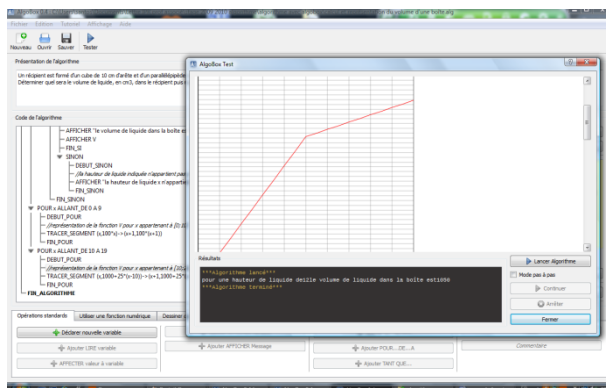 Fichier Edition Tutoriel Affichage Aide
Nouveau Ouvrir Sauver Tester
Présentation de l'algorithme
Un récipient est formé d'un cube de 10 cm d'arête et d'un parallélépipède
Déterminer quel sera le volume de liquide, en cm3, dans le récipient puis
Code de l'algorithme
AFFICHER "le volume de liquide dans la boîte es
AFFICHER V
FIN_SI
SINON
DEBUT_SINON
//la hauteur de liquide indiquée n'appartient pas
AFFICHER "la hauteur de liquide x n'appartie
FIN_SINON
FIN_SINON
POUR x ALLANT_DE 0 A 9
DEBUT_POUR
//représentation de la fonction V pour x appartenant à [0;10
TRACER_SEGMENT (x,100*x)->(x+1,100*(x+1))
FIN_POUR
POUR x ALLANT_DE 10 A 19
DEBUT_POUR
//représentation de la fonction V pour x appartenant à [10;2
TRACER_SEGMENT (x,1000+25*(x-10))->(x+1,1000+25*
FIN_POUR
FIN_ALGORITHME
Opérations standards Utiliser une fonction numérique Dessiner
Déclarer nouvelle variable
Ajouter LIRE variable
AFFECTER valeur à variable
Ajouter AFFICHER Message
Ajouter POUR...DE...A
Ajouter TANT QUE...
Commentaire
AlgoBox Test
Résultats
***Algorithme lancé***
pour une hauteur de liquide de12le volume de liquide dans la boîte est1050
***Algorithme terminé***
Lancer Algorithme
Mode pas à pas
Continuer
Arrêter
Fermer